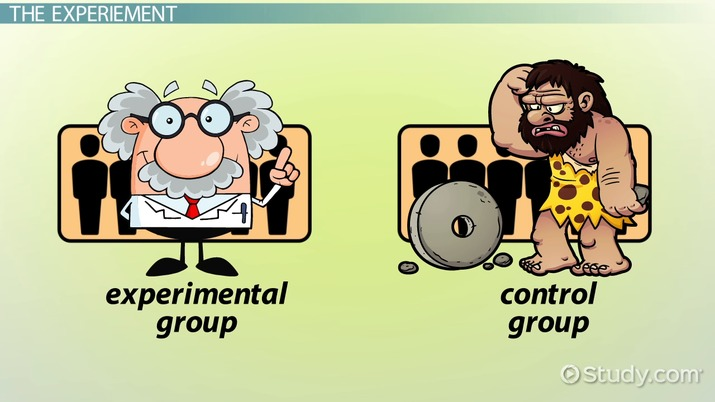 THE EXPERIEMENT
experimental
group
control
group
Study.com